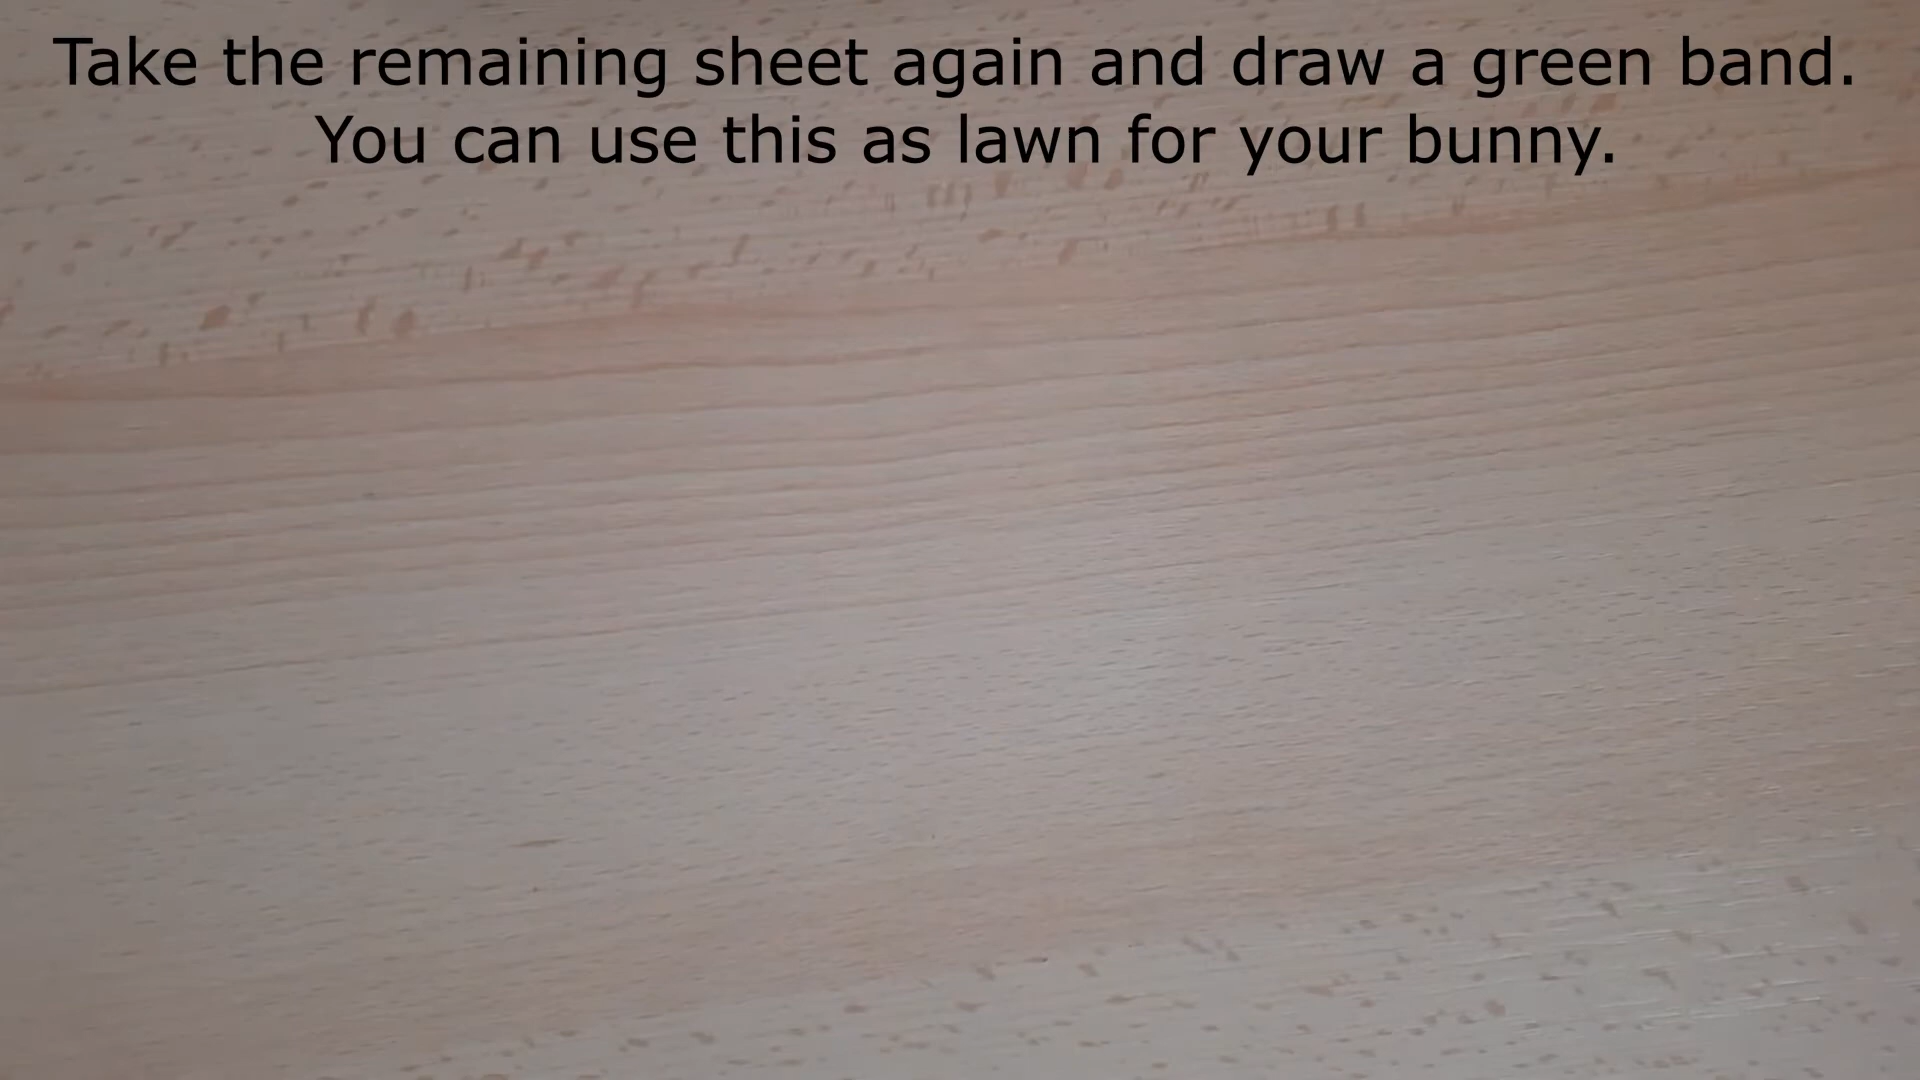 Take the remaining sheet again and draw a green band.
You can use this as lawn for your bunny.